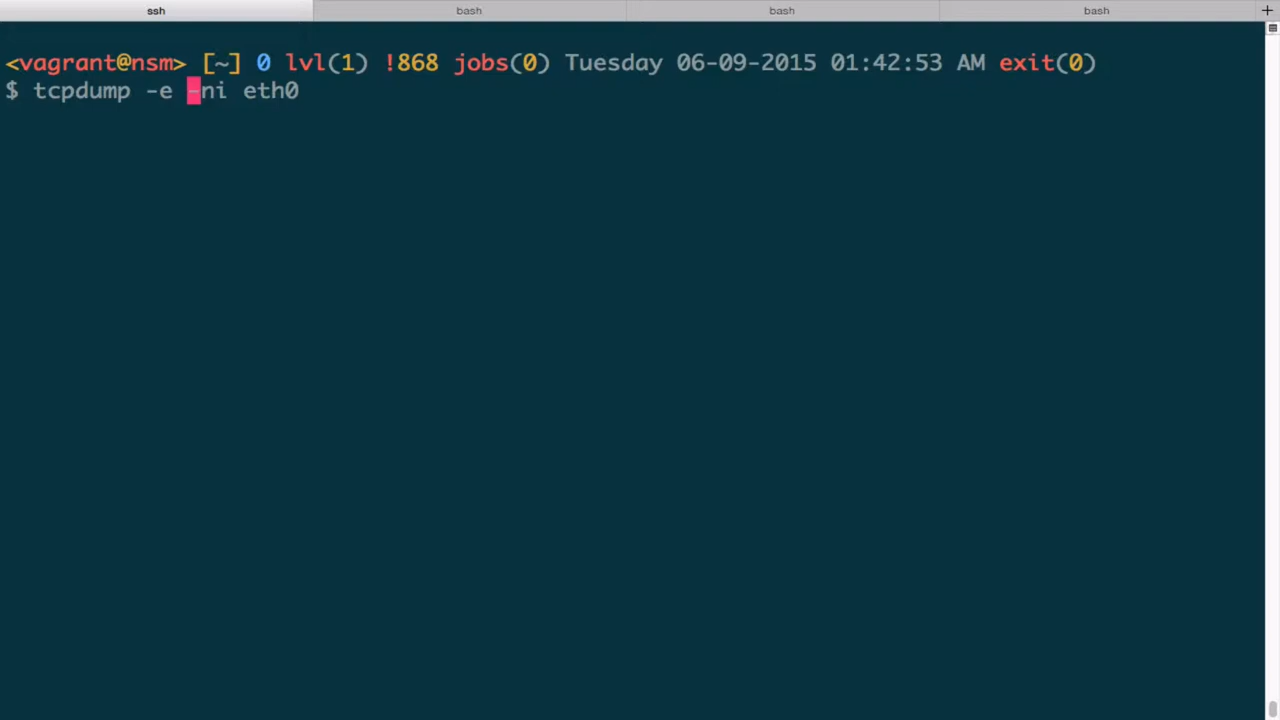 ssh bash bash bash +
<vagrant@nsm> [~] 0 lvl(1) !868 jobs(0) Tuesday 06-09-2015 01:42:53 AM exit(0)
$ tcpdump -e -ni eth0